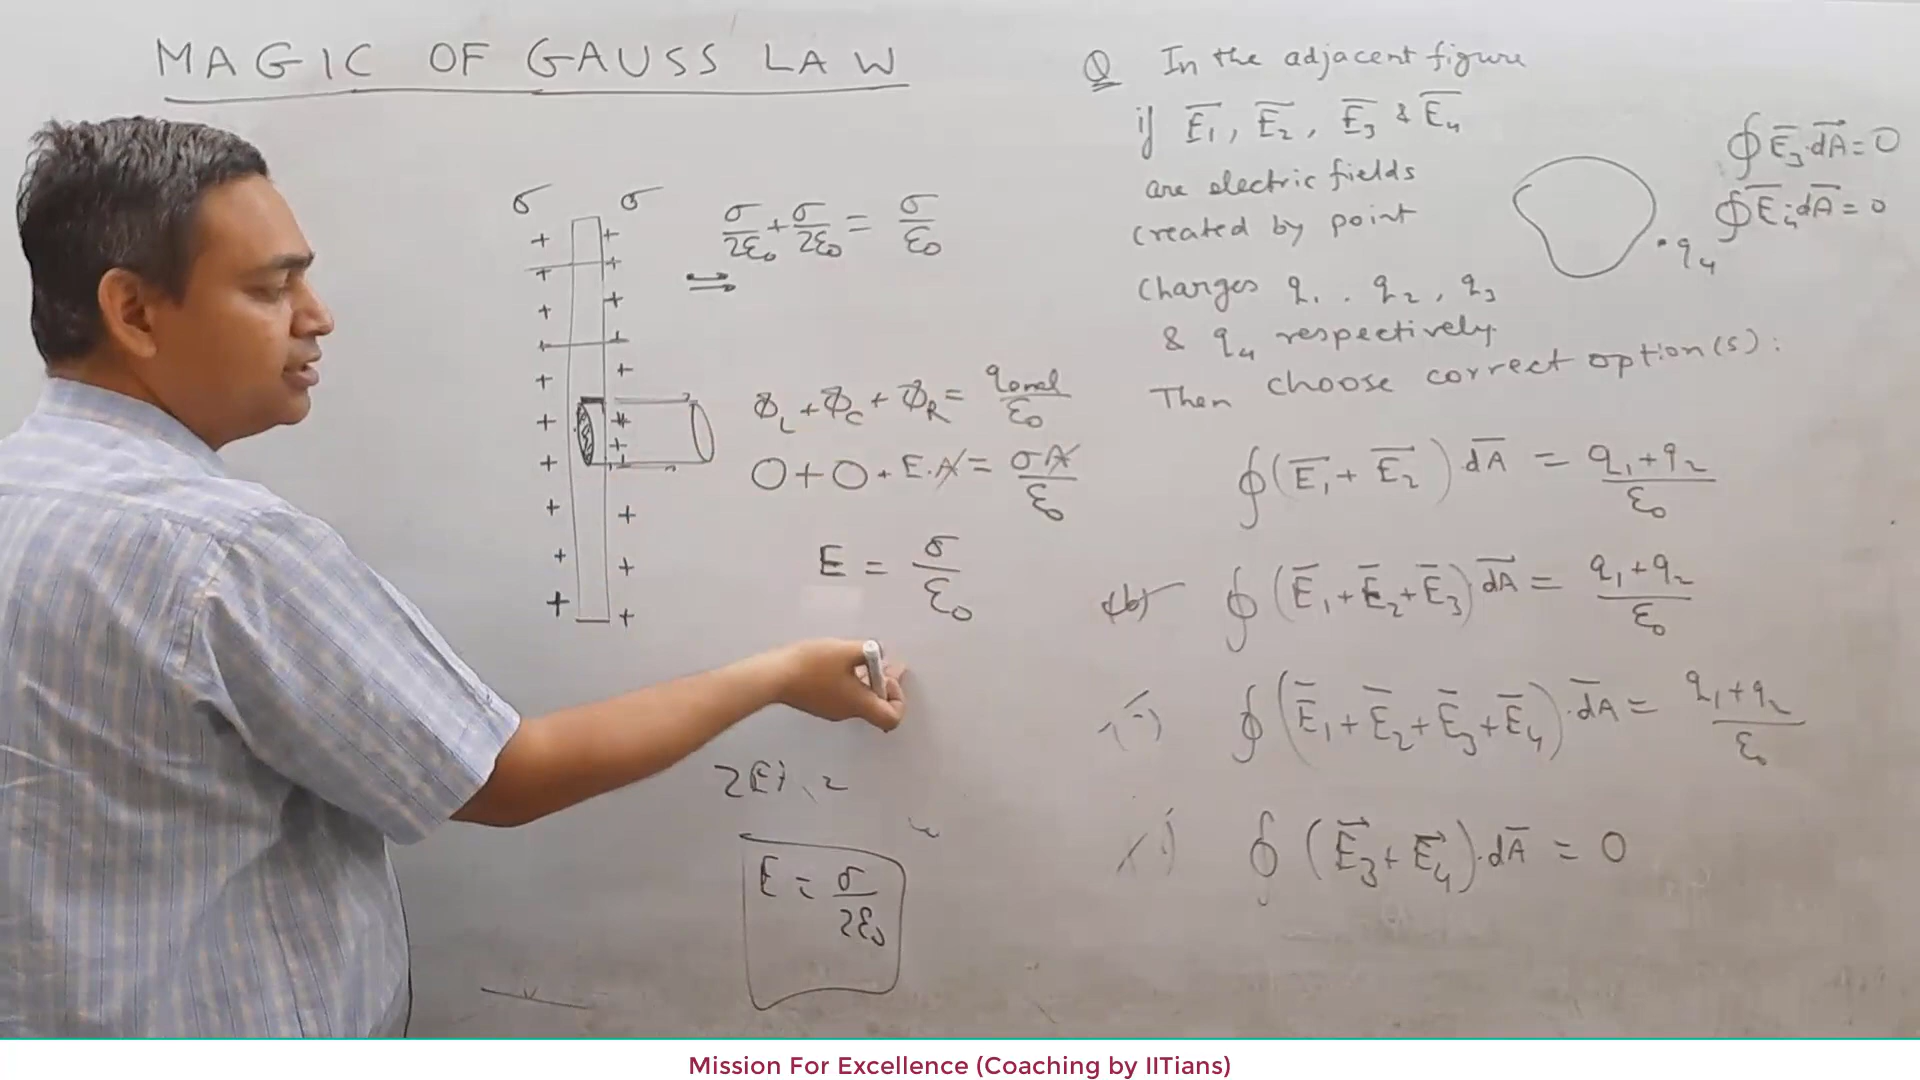 MAGIC OF GAUSS LAW
σ σ
σ/2ε₀ + σ/2ε₀ = σ/ε₀
ϕ_L + ϕ_C + ϕ_R = q/ε₀
0 + 0 + E.A = σA/ε₀
E = σ/ε₀
E = σ/2ε₀
Q In the adjacent figure
if E₁, E₂, E₃ & E₄
are electric fields
created by point
charges q₁, q₂, q₃
& q₄ respectively.
Then choose correct option(s):
∮E₃.dA = 0
∮E₄.dA = 0
q₄
∮(E₁ + E₂) dA = q₁+q₂/ε₀
(b) ∮(E₁+E₂+E₃) dA = q₁+q₂/ε₀
∮(E₁+E₂+E₃+E₄).dA = q₁+q₂/ε₀
∮(E₃+E₄).dA = 0
Mission For Excellence (Coaching by IITians)